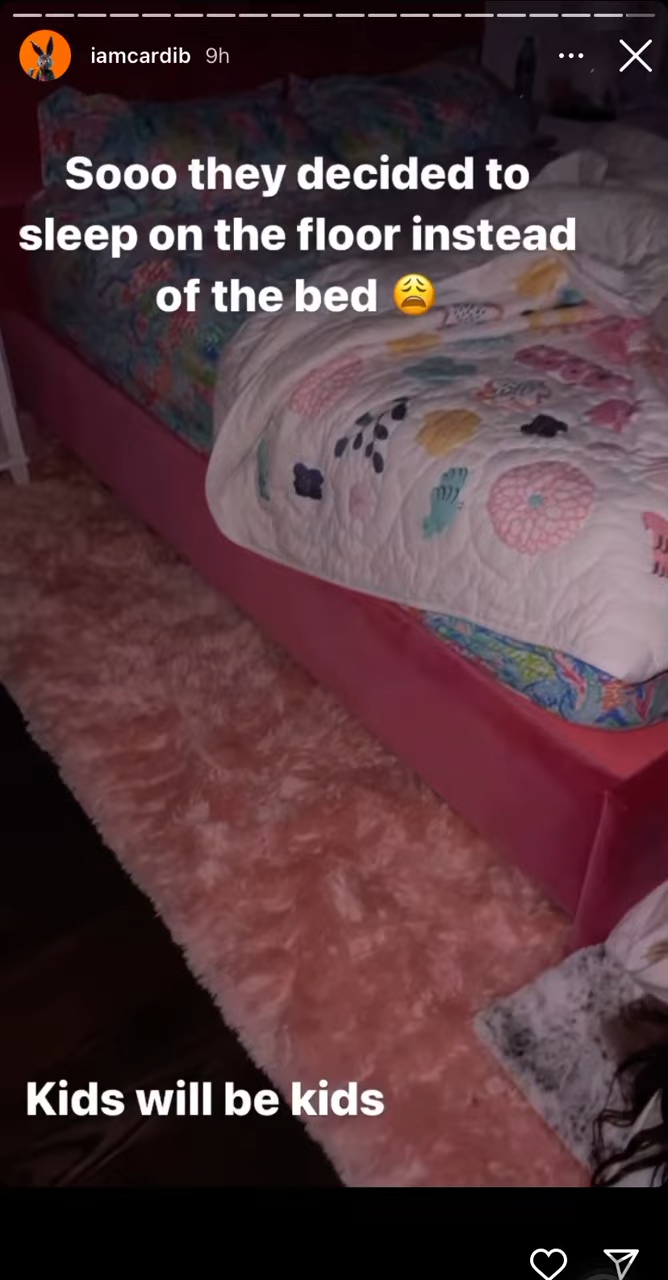 iamcardib 9h
Sooo they decided to
sleep on the floor instead
of the bed 😩
Kids will be kids